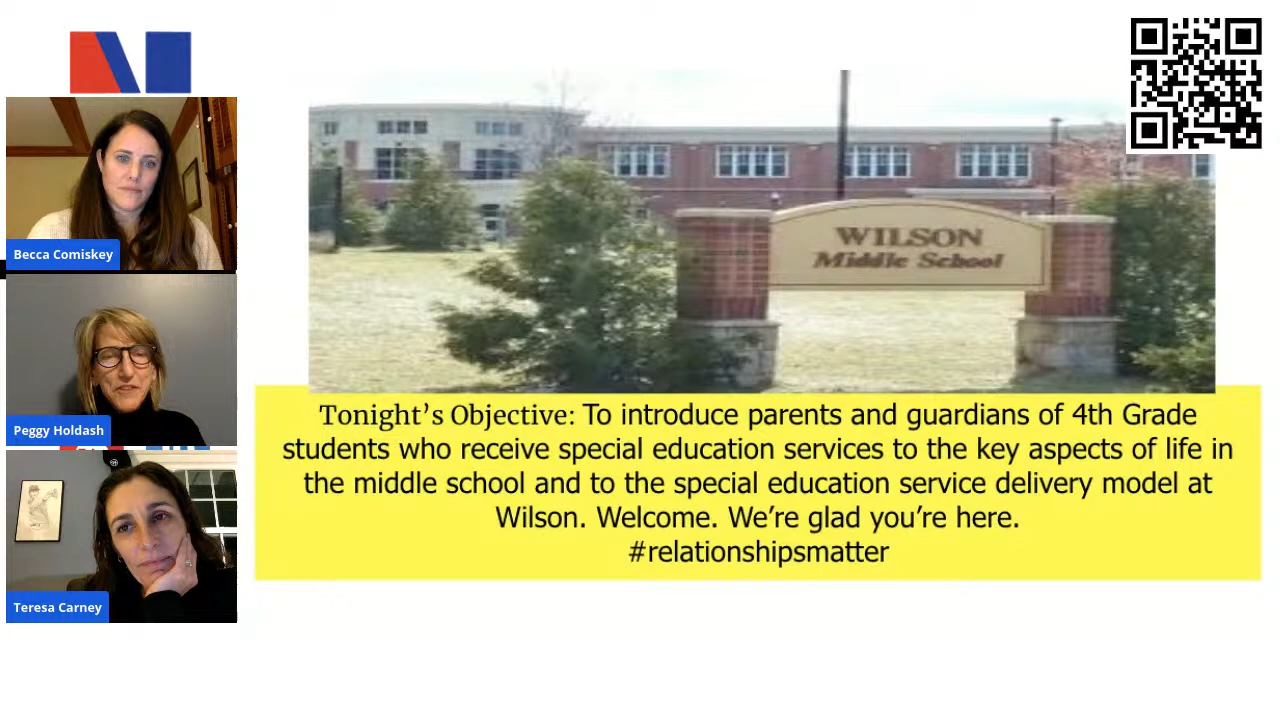 Becca Comiskey
Peggy Holdash
Teresa Carney
WILSON
Middle School
Tonight's Objective: To introduce parents and guardians of 4th Grade
students who receive special education services to the key aspects of life in
the middle school and to the special education service delivery model at
Wilson. Welcome. We're glad you're here.
#relationshipsmatter